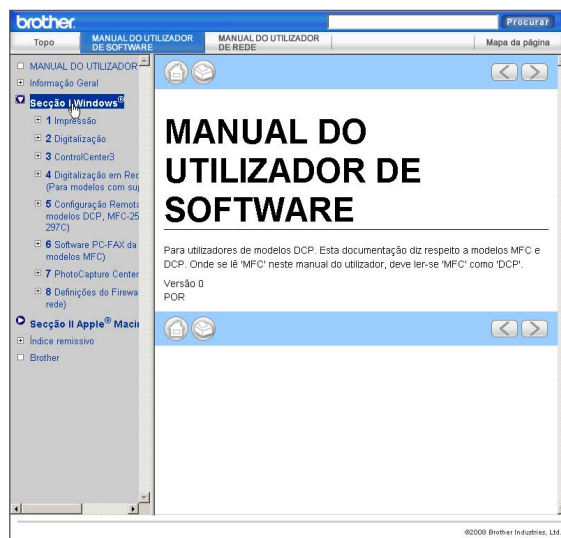 brother.
Procurar
Topo
MANUAL DO UTILIZADOR
DE SOFTWARE
MANUAL DO UTILIZADOR
DE REDE
Mapa da página
MANUAL DO UTILIZADOR
Informação Geral
Secção I Windows®
1 Impressão
2 Digitalização
3 ControlCenter3
4 Digitalização em Red
(Para modelos com su
5 Configuração Remota
modelos DCP, MFC-25
297C)
6 Software PC-FAX da
modelos MFC)
7 PhotoCapture Center
8 Definições do Firewa
rede)
Secção II Apple® Macin
Índice remissivo
Brother
MANUAL DO
UTILIZADOR DE
SOFTWARE
Para utilizadores de modelos DCP. Esta documentação diz respeito a modelos MFC e
DCP. Onde se lê 'MFC' neste manual do utilizador, deve ler-se 'MFC' como 'DCP'.
Versão 0
POR
©2008 Brother Industries, Ltd.